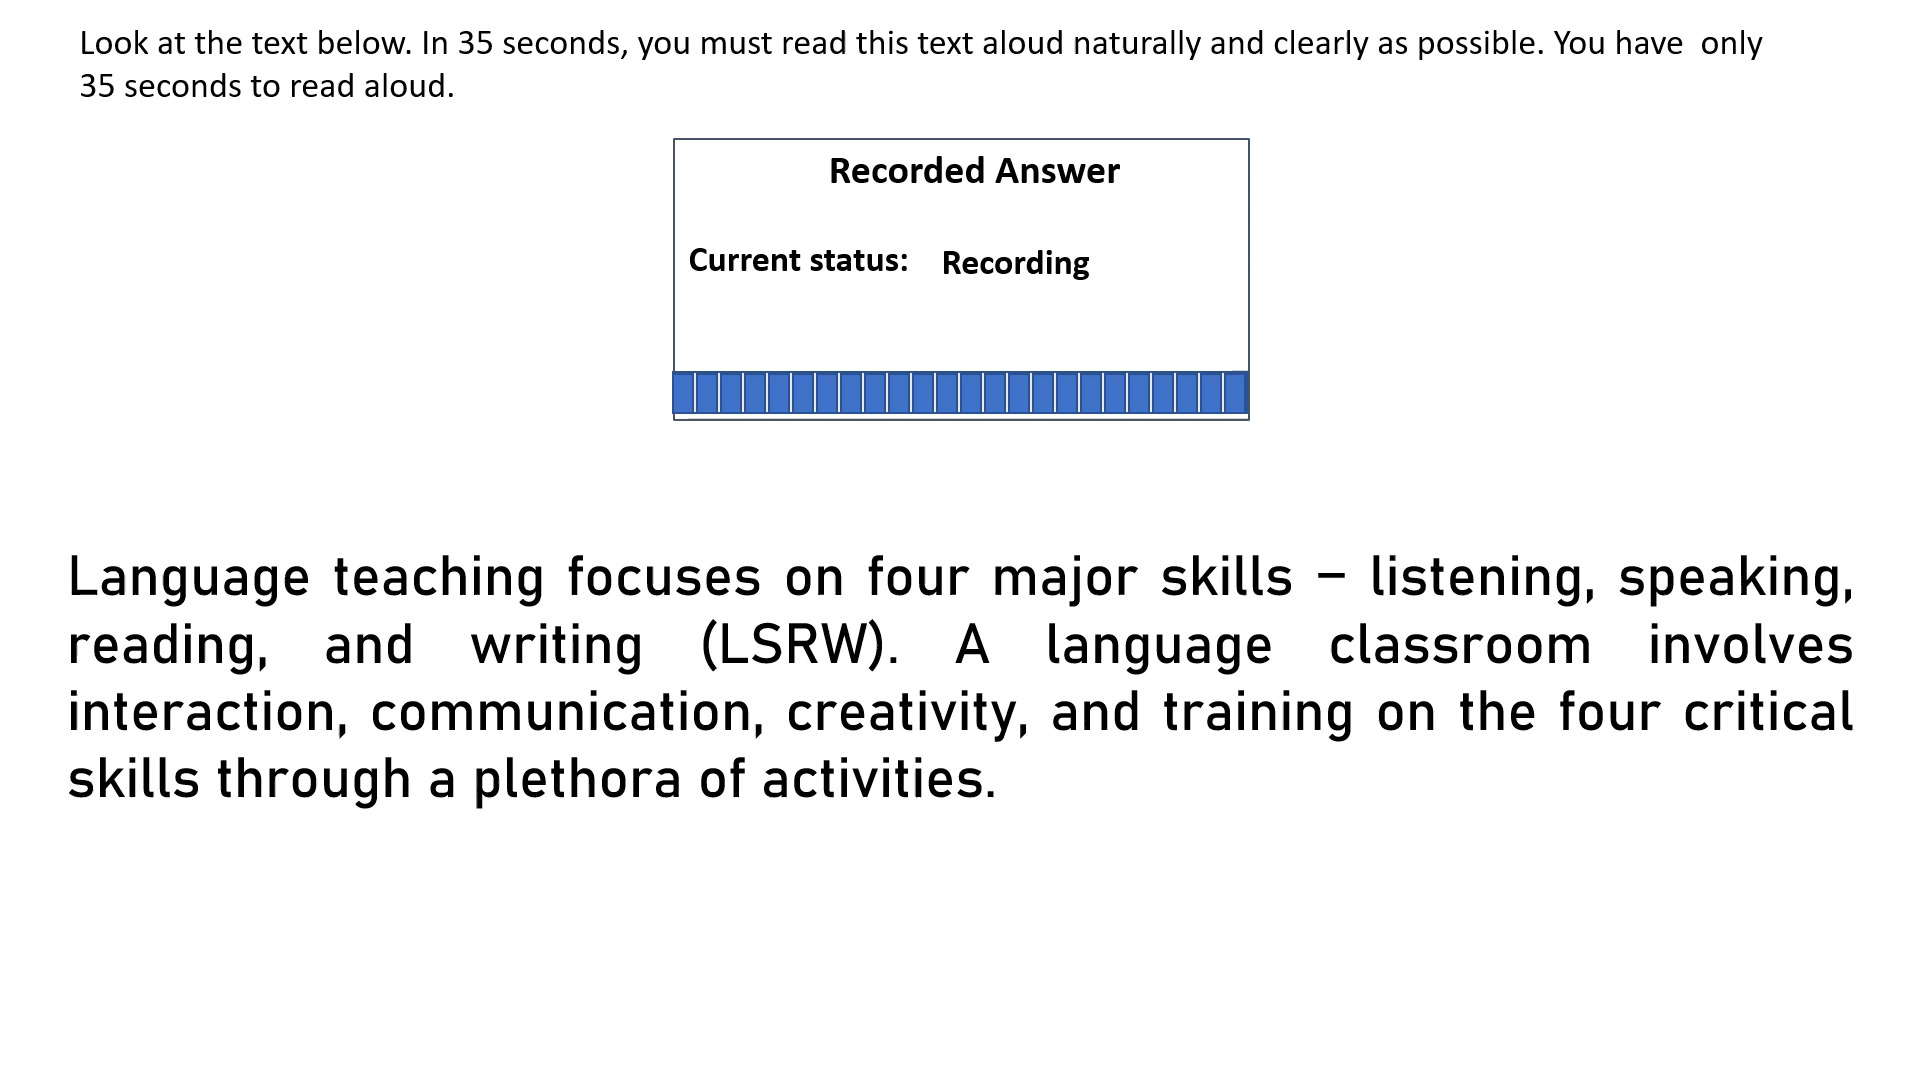 Look at the text below. In 35 seconds, you must read this text aloud naturally and clearly as possible. You have  only
35 seconds to read aloud.
Recorded Answer
Current status: Recording
Language teaching focuses on four major skills – listening, speaking,
reading, and writing (LSRW). A language classroom involves
interaction, communication, creativity, and training on the four critical
skills through a plethora of activities.